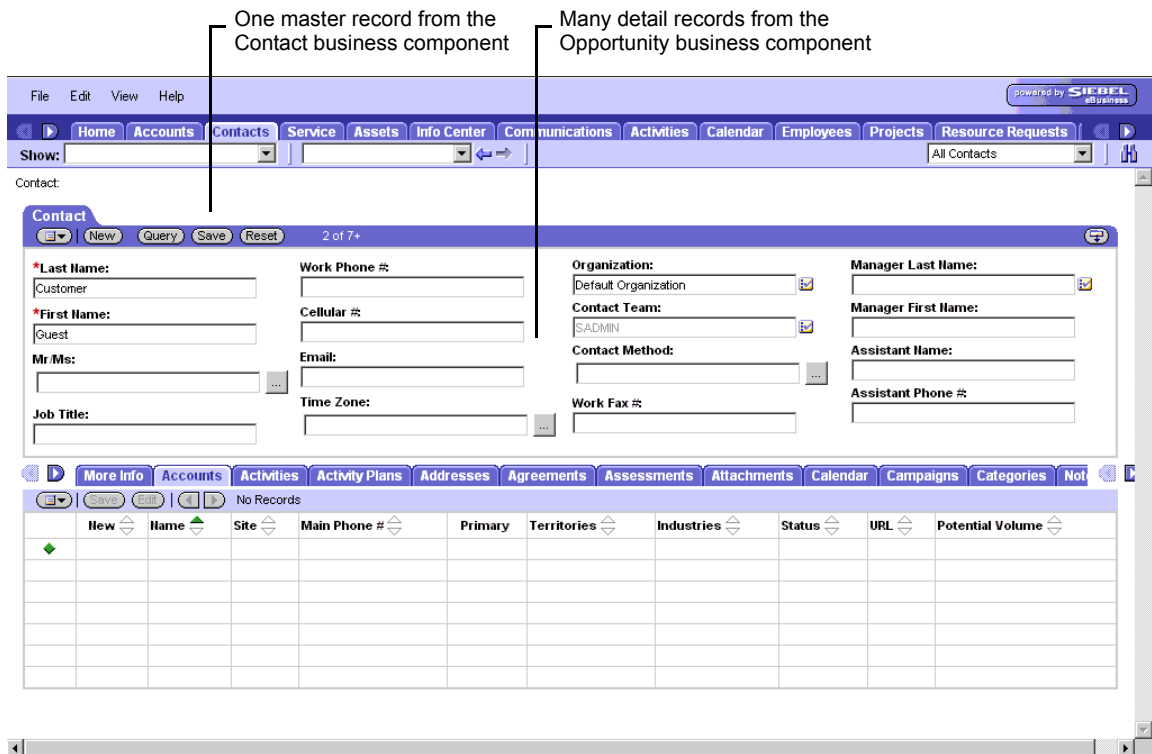 One master record from the
Contact business component
Many detail records from the
Opportunity business component
File Edit View Help
powered by SIEBEL
eBusiness
Home Accounts Contacts Service Assets Info Center Communications Activities Calendar Employees Projects Resource Requests
Show: All Contacts
Contact:
Contact
New Query Save Reset 2 of 7+
*Last Name: Work Phone #: Organization: Manager Last Name:
Customer Default Organization
*First Name: Cellular #: Contact Team: Manager First Name:
Guest SADMIN
Mr/Ms: Email: Contact Method: Assistant Name:
... ...
Job Title: Time Zone: Work Fax #: Assistant Phone #:
...
More Info Accounts Activities Activity Plans Addresses Agreements Assessments Attachments Calendar Campaigns Categories Not
Save Edit No Records
New Name Site Main Phone # Primary Territories Industries Status URL Potential Volume